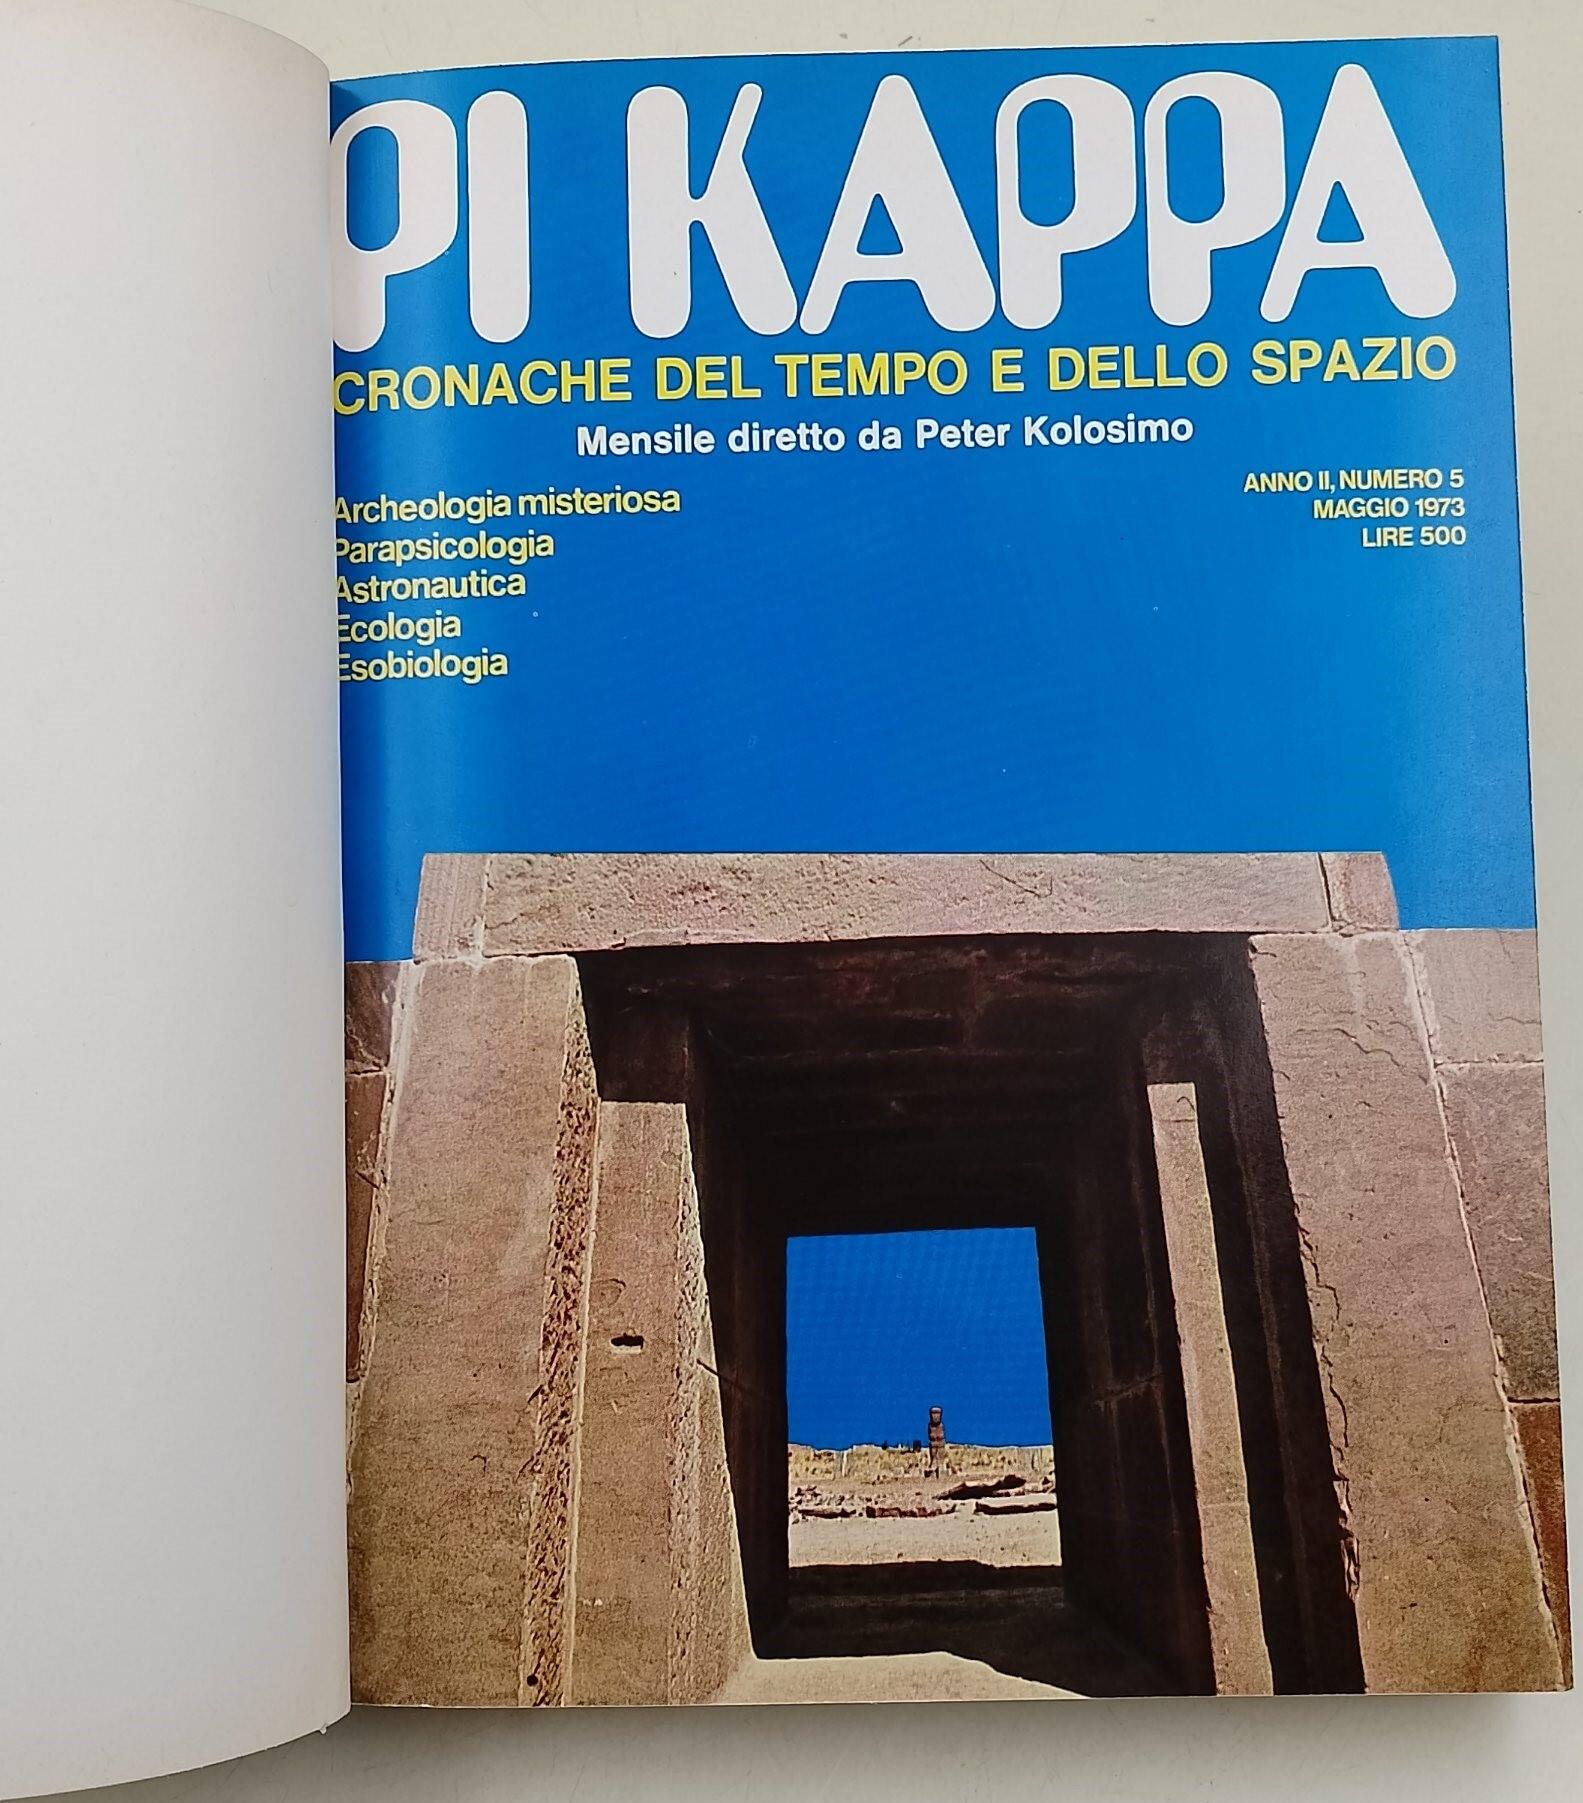 PI KAPPA
CRONACHE DEL TEMPO E DELLO SPAZIO
Mensile diretto da Peter Kolosimo
Archeologia misteriosa
Parapsicologia
Astronautica
Ecologia
Esobiologia
ANNO II, NUMERO 5
MAGGIO 1973
LIRE 500